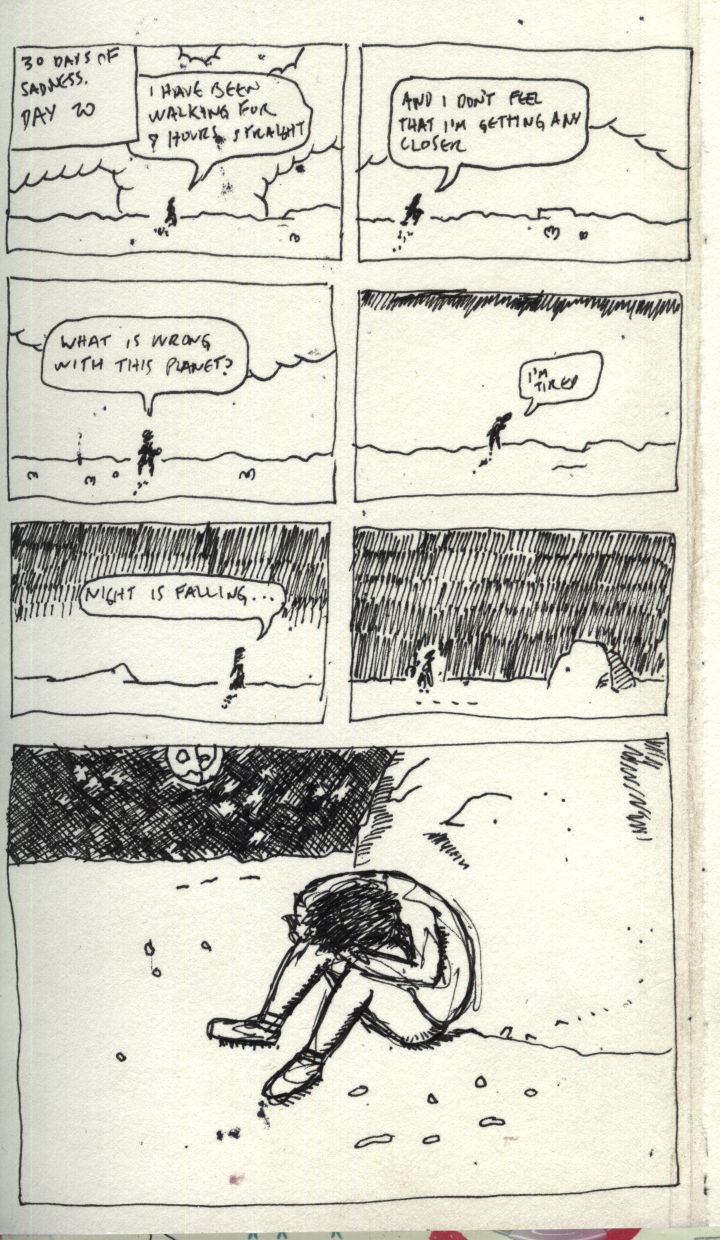 30 DAYS OF
SADNESS.
DAY 20
I HAVE BEEN
WALKING FOR
HOURS STRAIGHT
AND I DON'T FEEL
THAT I'M GETTING ANY
CLOSER
WHAT IS WRONG
WITH THIS PLANET?
I'M
TIRED
NIGHT IS FALLING...